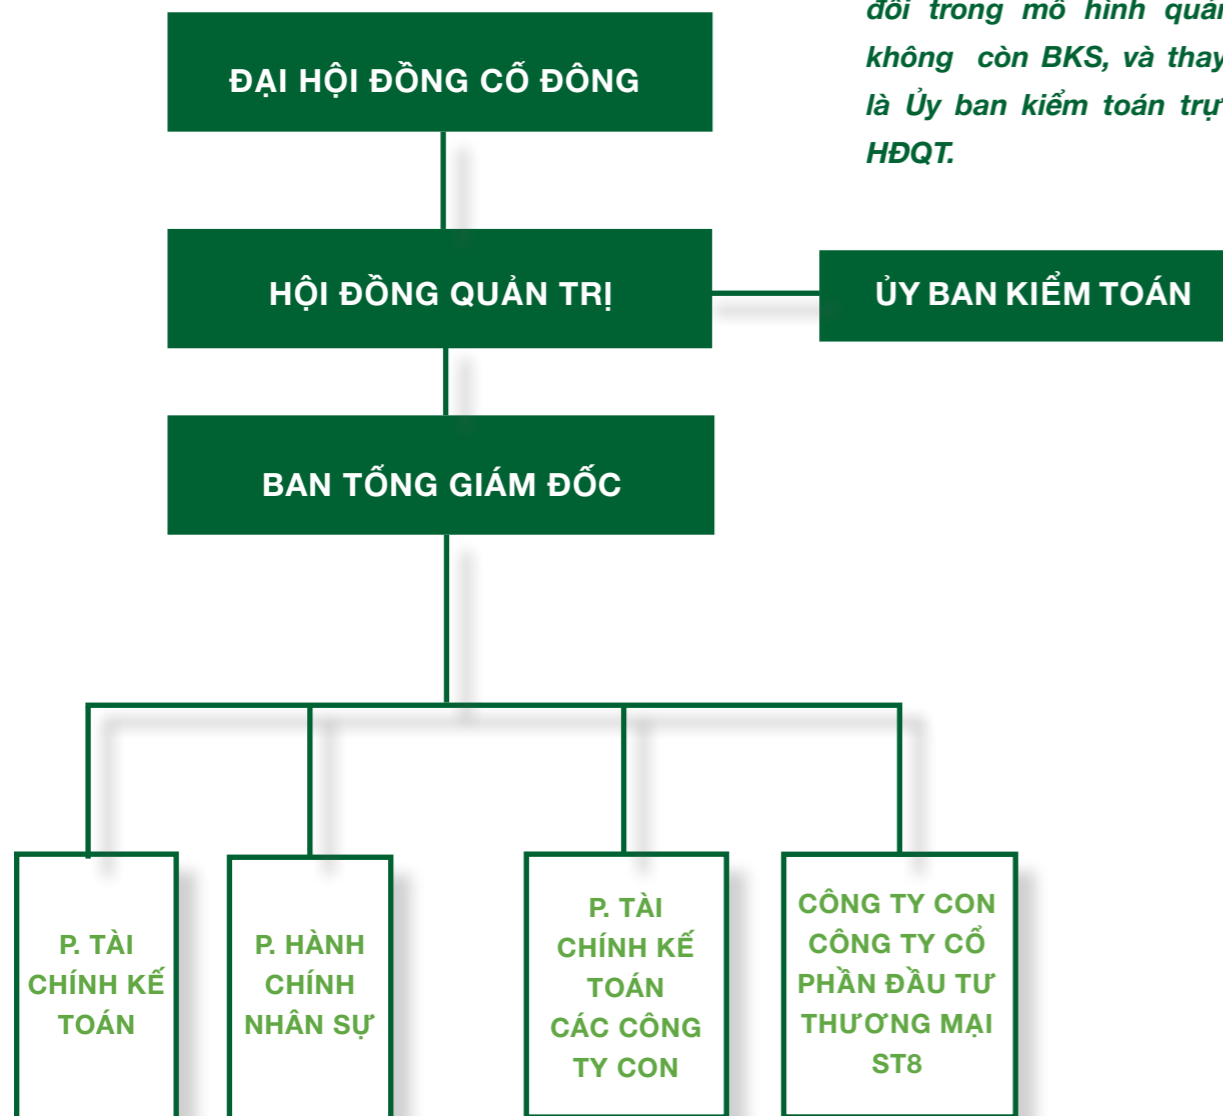 đổi trong mô hình quản
không còn BKS, và thay
là Ủy ban kiểm toán trự
HĐQT.
ĐẠI HỘI ĐỒNG CỔ ĐÔNG
HỘI ĐỒNG QUẢN TRỊ
ỦY BAN KIỂM TOÁN
BAN TỔNG GIÁM ĐỐC
P. TÀI
CHÍNH KẾ
TOÁN
P. HÀNH
CHÍNH
NHÂN SỰ
P. TÀI
CHÍNH KẾ
TOÁN
CÁC CÔNG
TY CON
CÔNG TY CON
CÔNG TY CỔ
PHẦN ĐẦU TƯ
THƯƠNG MẠI
ST8